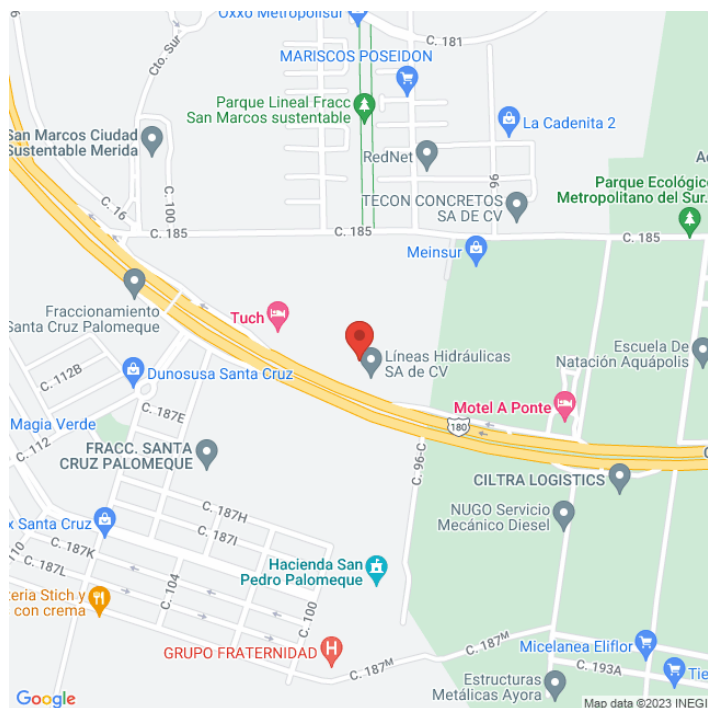 Oxxo Metropolisur
C. 181
MARISCOS POSEIDON
Cto. Sur
Parque Lineal Fracc
San Marcos sustentable
La Cadenita 2
San Marcos Ciudad
Sustentable Merida
RedNet
96
C. 100
TECON CONCRETOS
SA DE CV
Parque Ecológico
Metropolitano del Sur.
C. 16
C. 185
C. 185
C. 185
Meinsur
Fraccionamiento
Santa Cruz Palomeque
Tuch
Líneas Hidráulicas
SA de CV
Escuela De
Natación Aquápolis
C. 112B
Dunosusa Santa Cruz
Motel A Ponte
Magia Verde
C. 187E
180
C. 112
FRACC. SANTA
CRUZ PALOMEQUE
C. 96-C
CILTRA LOGISTICS
NUGO Servicio
Mecánico Diesel
x Santa Cruz
C. 187H
C. 187I
110
C. 187K
C. 187L
C. 104
C. 100
Hacienda San
Pedro Palomeque
teria Stich y
con crema
GRUPO FRATERNIDAD
C. 187M
C. 187M
Micelanea Eliflor
C. 193A
Tie
Estructuras
Metálicas Ayora
Google
Map data ©2023 INEGI